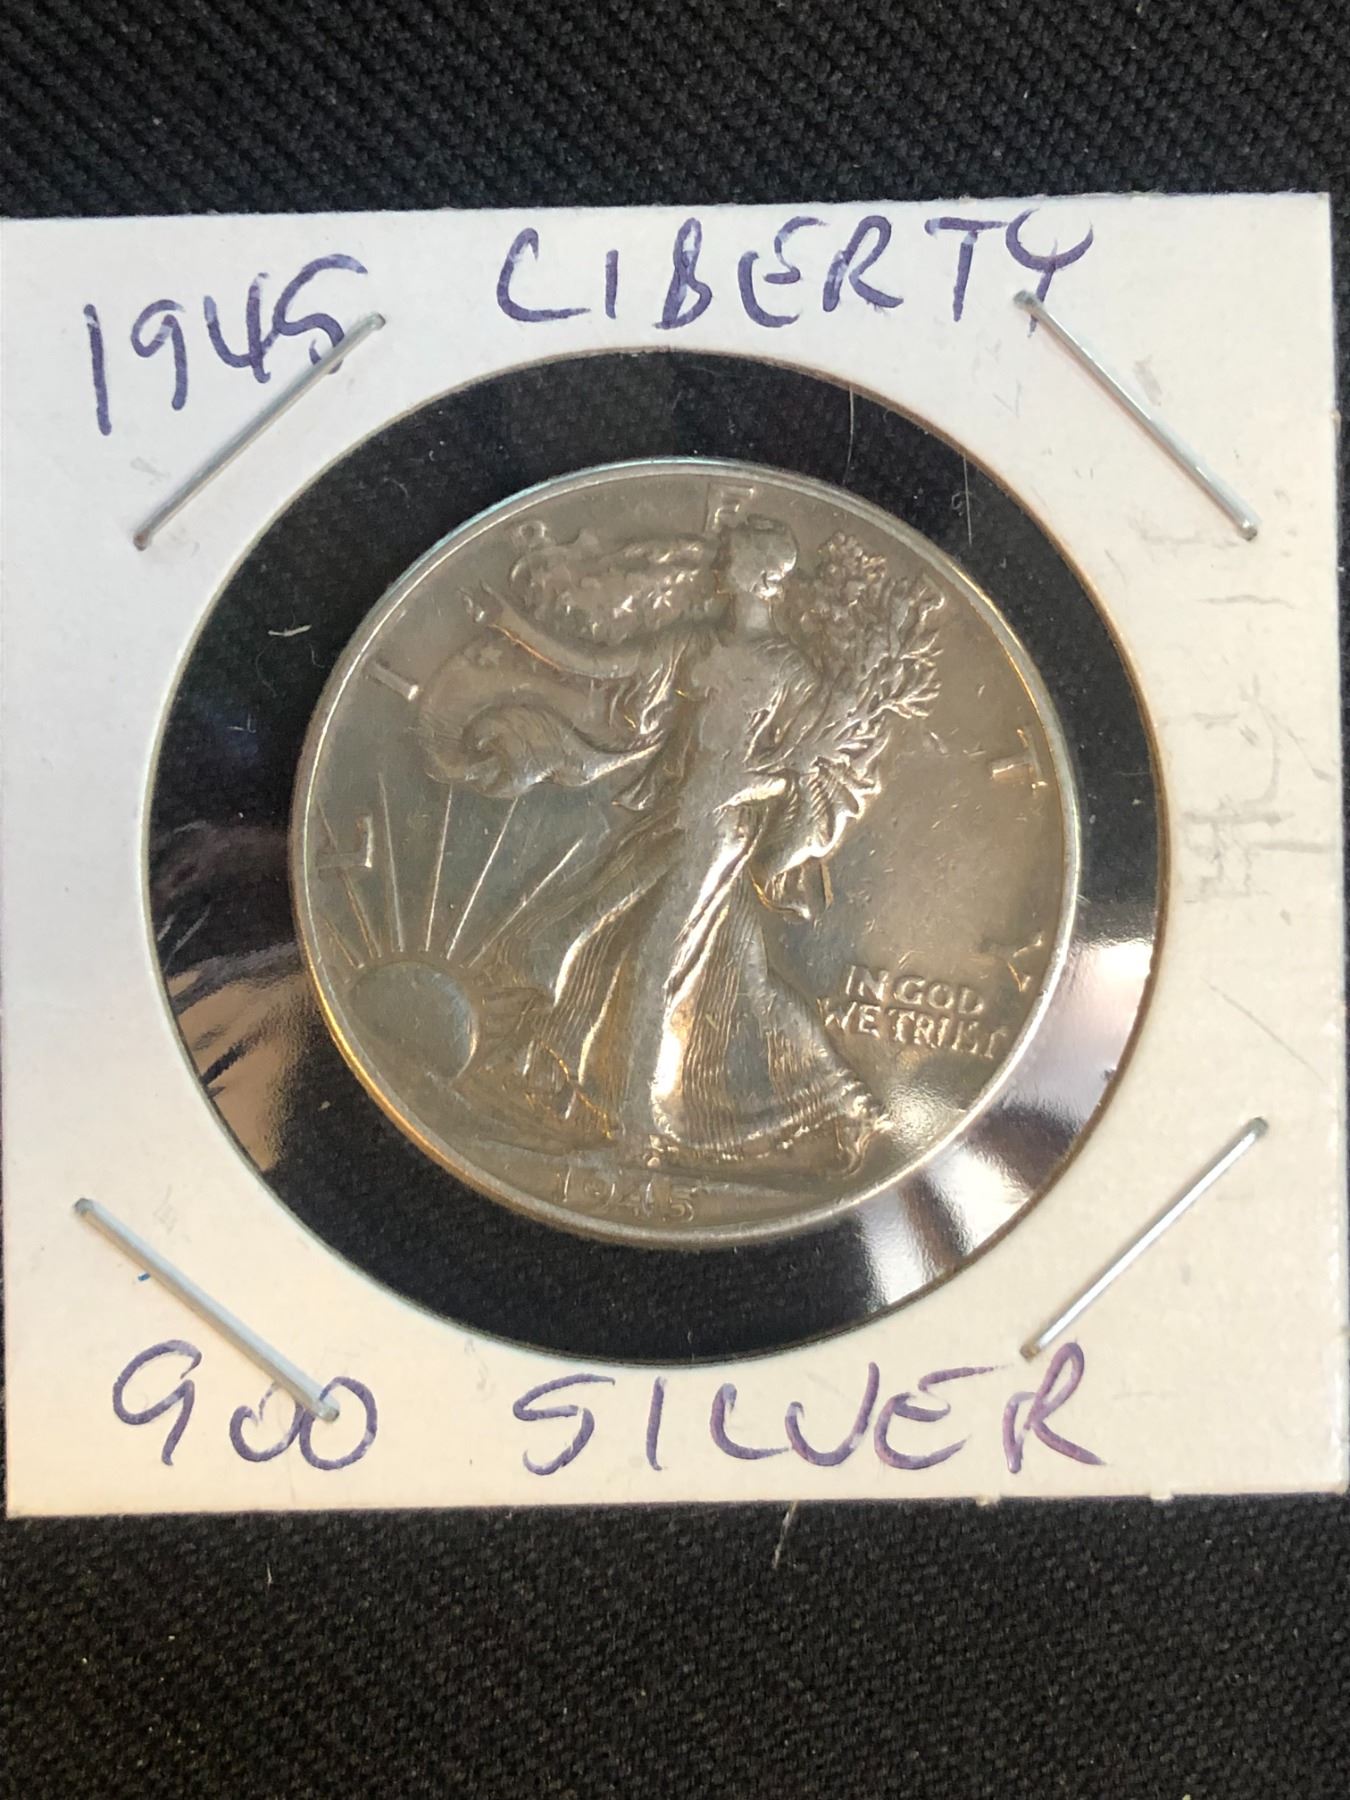 1945 LIBERTY
LIBERTY
IN GOD
WE TRUST
1945
900 SILVER